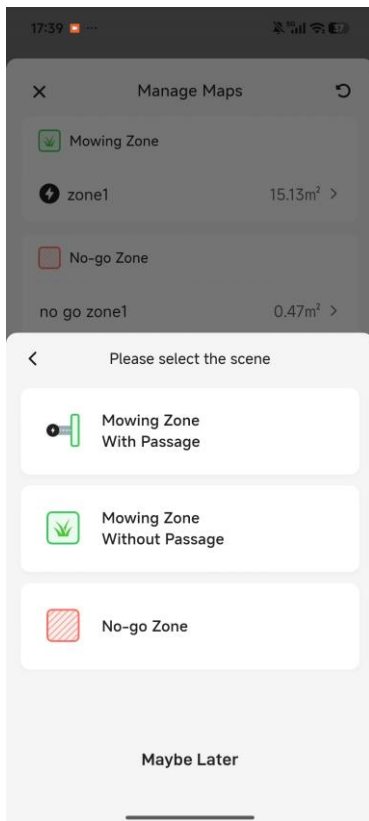 17:39
Manage Maps
Mowing Zone
zone1 15.13m² >
No-go Zone
no go zone1 0.47m² >
Please select the scene
Mowing Zone
With Passage
Mowing Zone
Without Passage
No-go Zone
Maybe Later